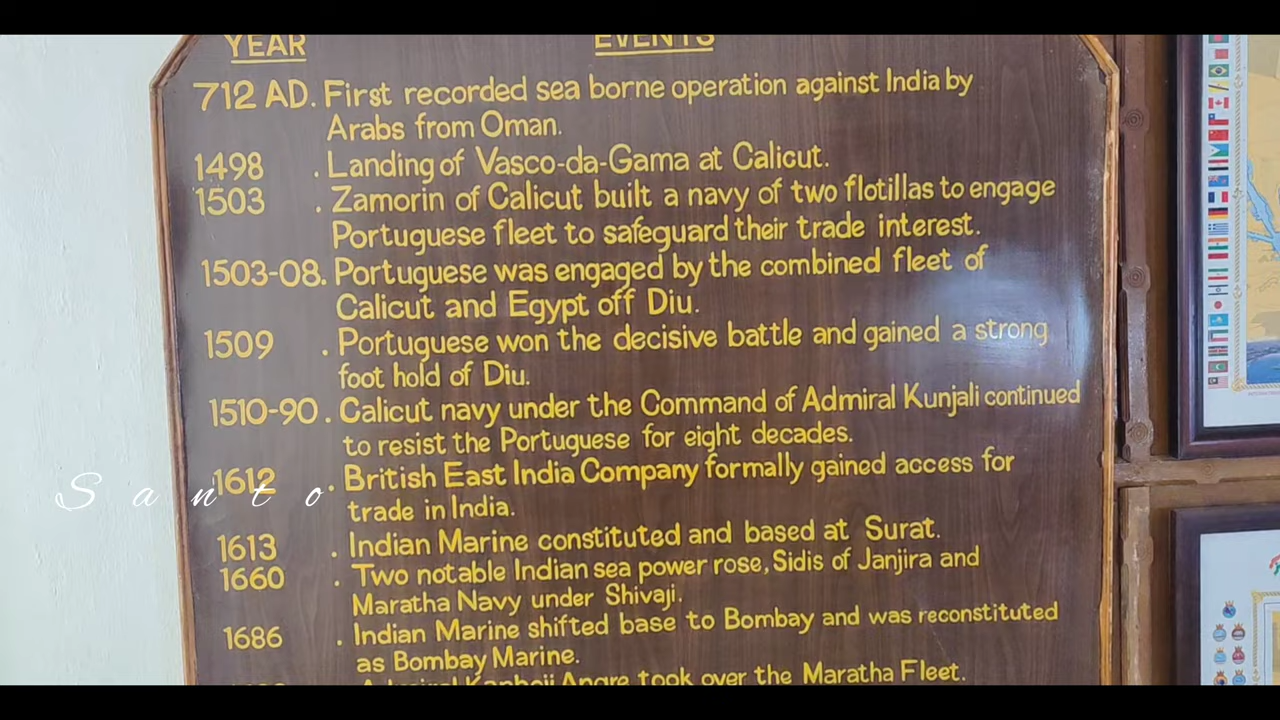 YEAR EVENTS
712 AD. First recorded sea borne operation against India by
Arabs from Oman.
1498 . Landing of Vasco-da-Gama at Calicut.
1503 . Zamorin of Calicut built a navy of two flotillas to engage
Portuguese fleet to safeguard their trade interest.
1503-08. Portuguese was engaged by the combined fleet of
Calicut and Egypt off Diu.
1509 . Portuguese won the decisive battle and gained a strong
foot hold of Diu.
1510-90 . Calicut navy under the Command of Admiral Kunjali continued
to resist the Portuguese for eight decades.
1612 . British East India Company formally gained access for
trade in India.
Santo
1613 . Indian Marine constituted and based at Surat.
1660 . Two notable Indian sea power rose, Sidis of Janjira and
Maratha Navy under Shivaji.
1686 . Indian Marine shifted base to Bombay and was reconstituted
as Bombay Marine.
Admiral Kanhoji Angre took over the Maratha Fleet.